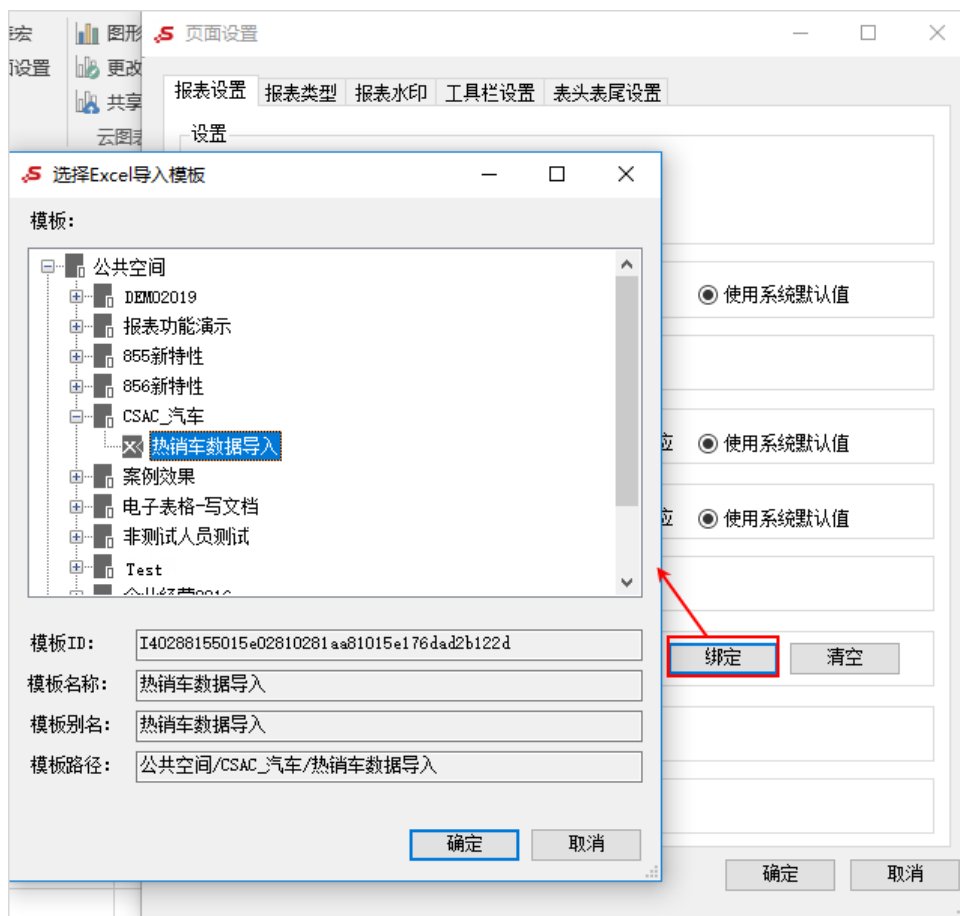 表宏
图形
页面设置
面设置
更改
共享
云图表
报表设置 报表类型 报表水印 工具栏设置 表头表尾设置
设置
选择Excel导入模板
模板:
公共空间
DEMO2019
报表功能演示
855新特性
856新特性
CSAC_汽车
热销车数据导入
案例效果
电子表格-写文档
非测试人员测试
Test
使用系统默认值
应 使用系统默认值
应 使用系统默认值
绑定 清空
模板ID: I40288155015e02810281aa81015e176dad2b122d
模板名称: 热销车数据导入
模板别名: 热销车数据导入
模板路径: 公共空间/CSAC_汽车/热销车数据导入
确定 取消
确定 取消